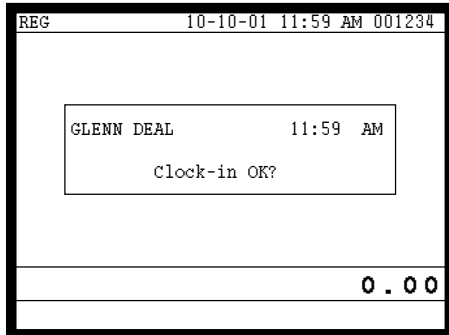 REG 10-10-01 11:59 AM 001234
GLENN DEAL 11:59 AM
Clock-in OK?
0.00